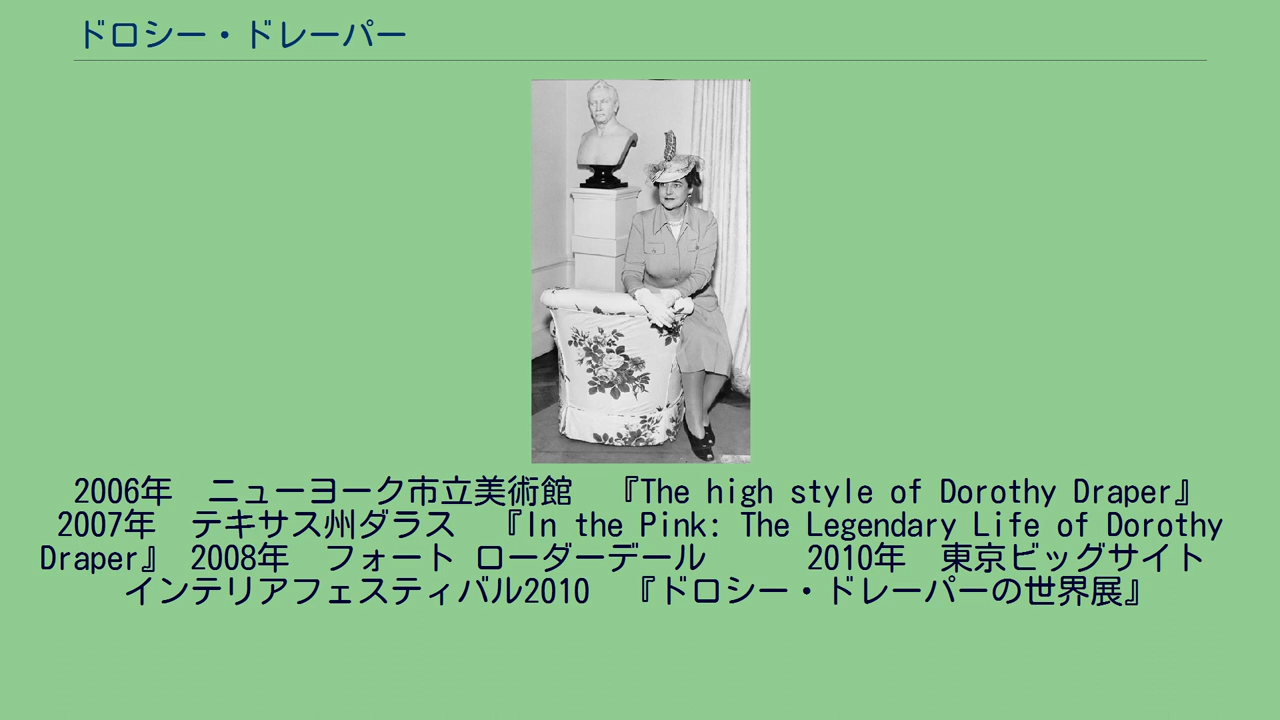 ドロシー・ドレーパー
2006年　ニューヨーク市立美術館　『The high style of Dorothy Draper』
2007年　テキサス州ダラス　『In the Pink: The Legendary Life of Dorothy
Draper』 2008年　フォート ローダーデール　　　2010年　東京ビッグサイト
インテリアフェスティバル2010　『ドロシー・ドレーパーの世界展』